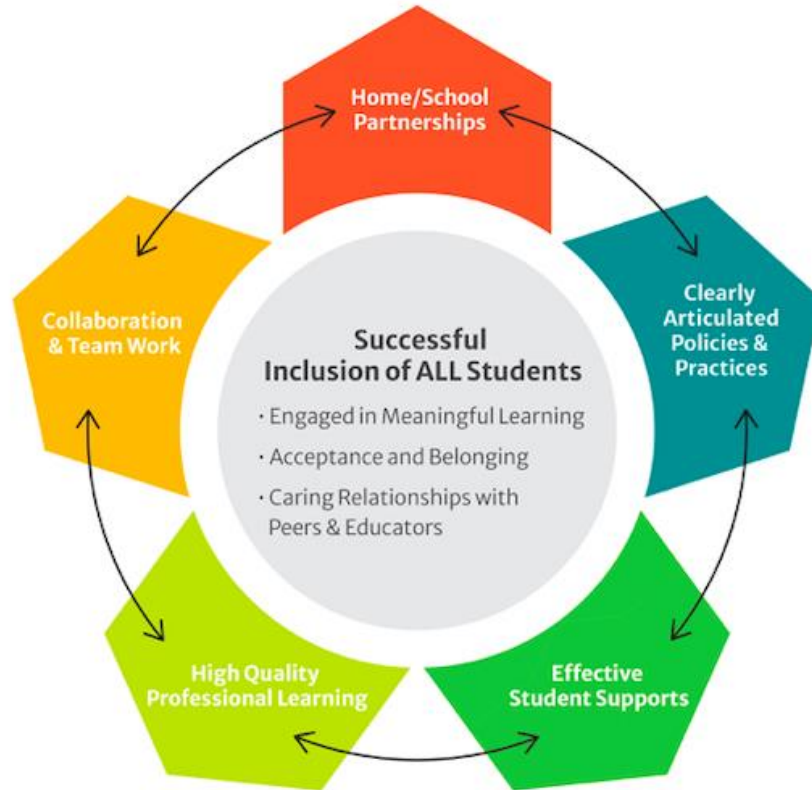 Home/School
Partnerships
Clearly
Articulated
Policies &
Practices
Effective
Student Supports
High Quality
Professional Learning
Collaboration
& Team Work
Successful
Inclusion of ALL Students
· Engaged in Meaningful Learning
· Acceptance and Belonging
· Caring Relationships with
Peers & Educators